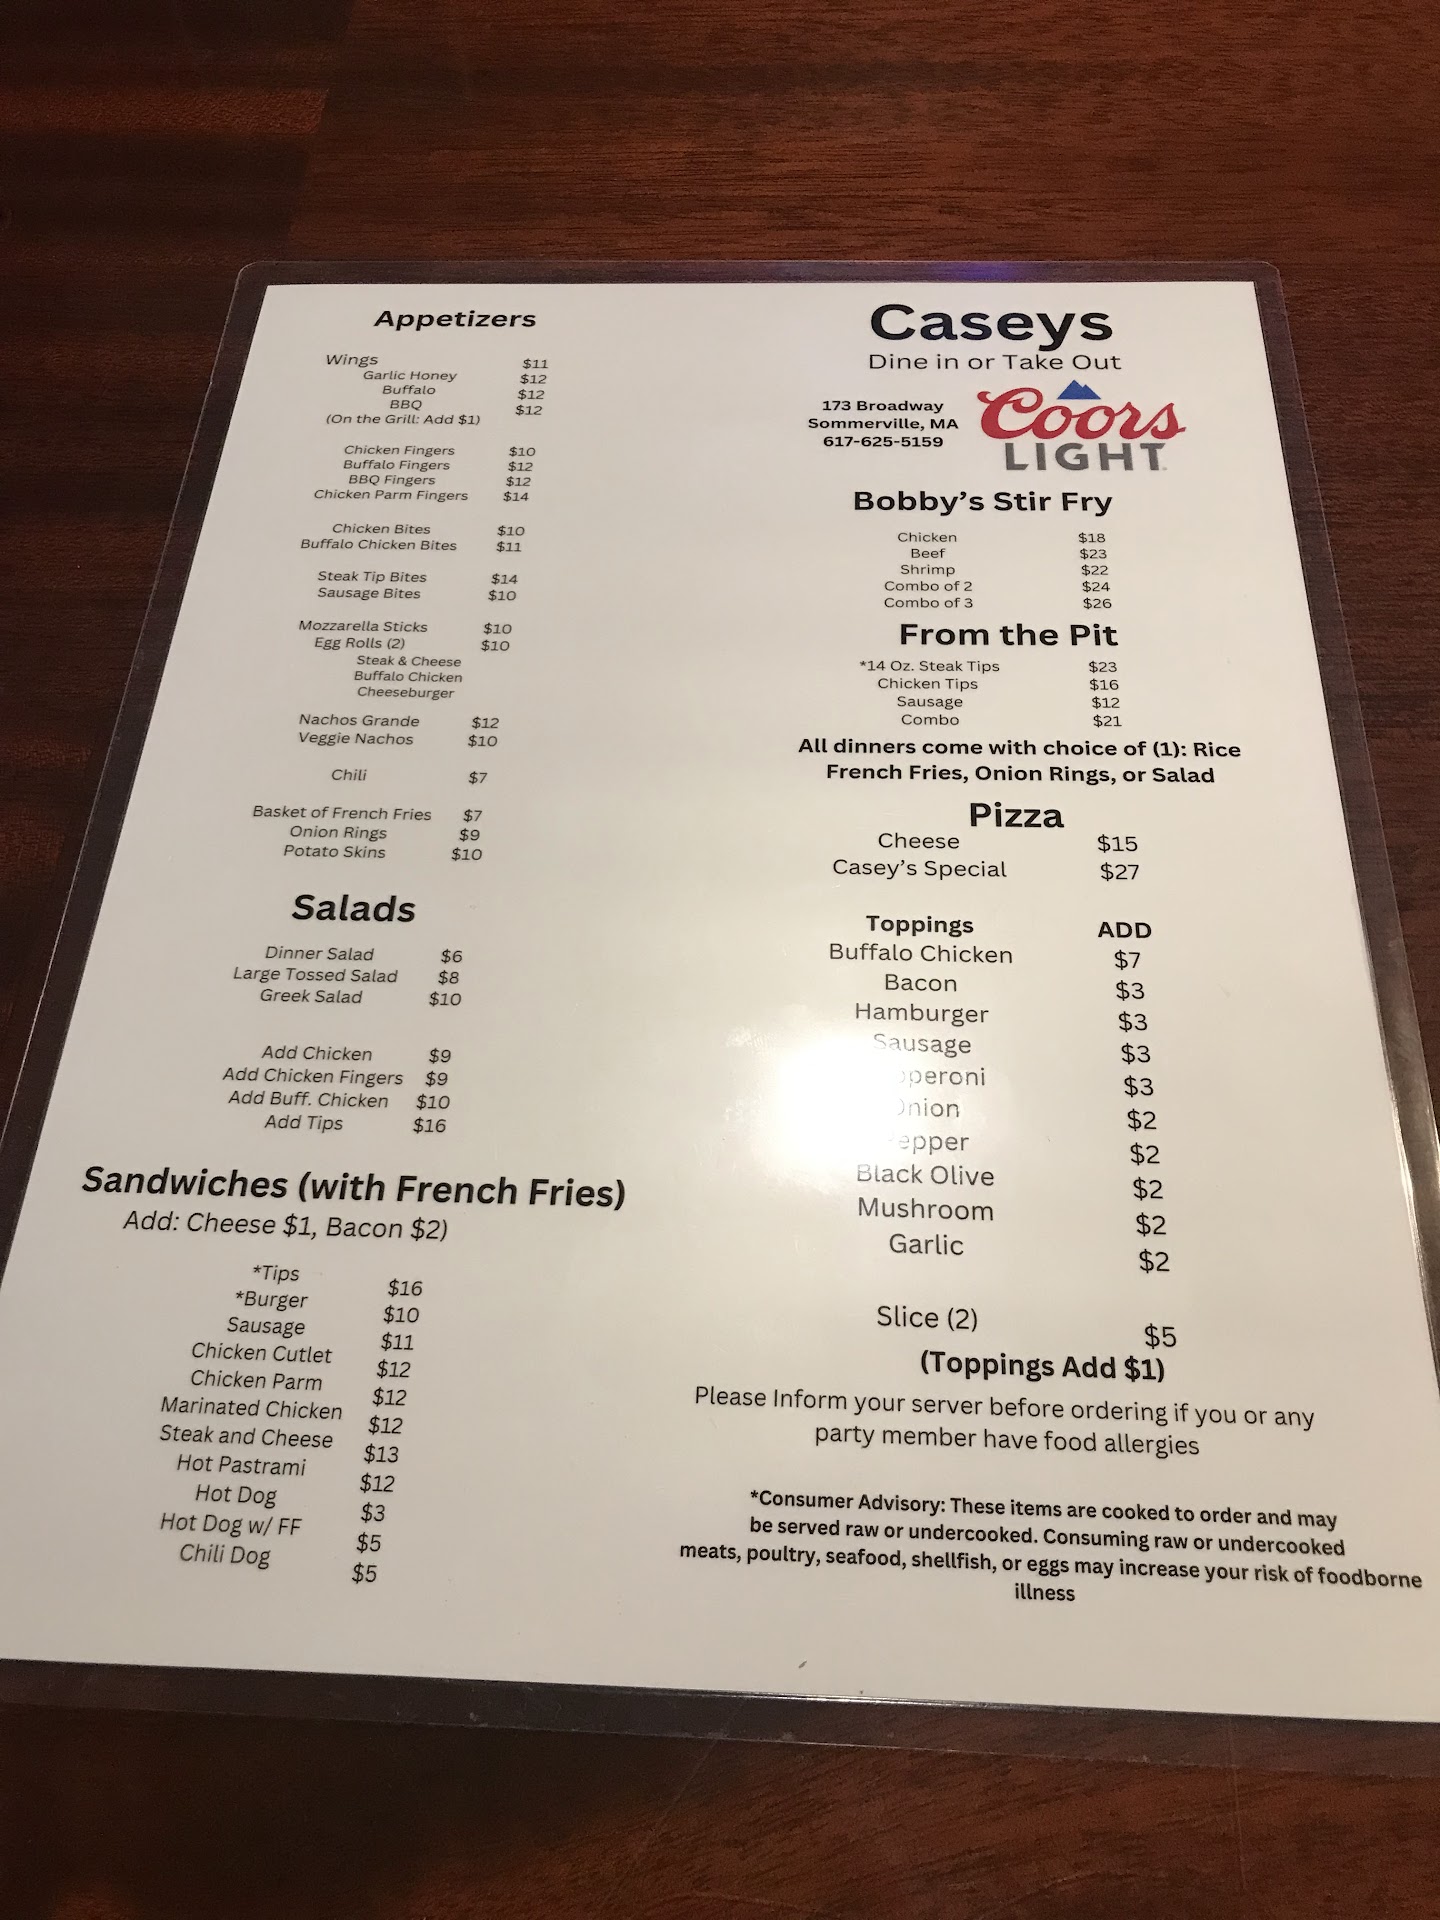 Appetizers
Wings $11
Garlic Honey $12
Buffalo $12
BBQ $12
(On the Grill: Add $1)
Chicken Fingers $10
Buffalo Fingers $12
BBQ Fingers $12
Chicken Parm Fingers $14
Chicken Bites $10
Buffalo Chicken Bites $11
Steak Tip Bites $14
Sausage Bites $10
Mozzarella Sticks $10
Egg Rolls (2) $10
Steak & Cheese
Buffalo Chicken
Cheeseburger
Nachos Grande $12
Veggie Nachos $10
Chili $7
Basket of French Fries $7
Onion Rings $9
Potato Skins $10
Salads
Dinner Salad $6
Large Tossed Salad $8
Greek Salad $10
Add Chicken $9
Add Chicken Fingers $9
Add Buff. Chicken $10
Add Tips $16
Sandwiches (with French Fries)
Add: Cheese $1, Bacon $2)
*Tips $16
*Burger $10
Sausage $11
Chicken Cutlet $12
Chicken Parm $12
Marinated Chicken $12
Steak and Cheese $13
Hot Pastrami $12
Hot Dog $3
Hot Dog w/ FF $5
Chili Dog $5
Caseys
Dine in or Take Out
173 Broadway
Sommerville, MA
617-625-5159
Coors
LIGHT
Bobby's Stir Fry
Chicken $18
Beef $23
Shrimp $22
Combo of 2 $24
Combo of 3 $26
From the Pit
*14 Oz. Steak Tips $23
Chicken Tips $16
Sausage $12
Combo $21
All dinners come with choice of (1): Rice
French Fries, Onion Rings, or Salad
Pizza
Cheese $15
Casey's Special $27
Toppings ADD
Buffalo Chicken $7
Bacon $3
Hamburger $3
Sausage $3
pperoni $3
Onion $2
epper $2
Black Olive $2
Mushroom $2
Garlic $2
Slice (2) $5
(Toppings Add $1)
Please Inform your server before ordering if you or any
party member have food allergies
*Consumer Advisory: These items are cooked to order and may
be served raw or undercooked. Consuming raw or undercooked
meats, poultry, seafood, shellfish, or eggs may increase your risk of foodborne
illness